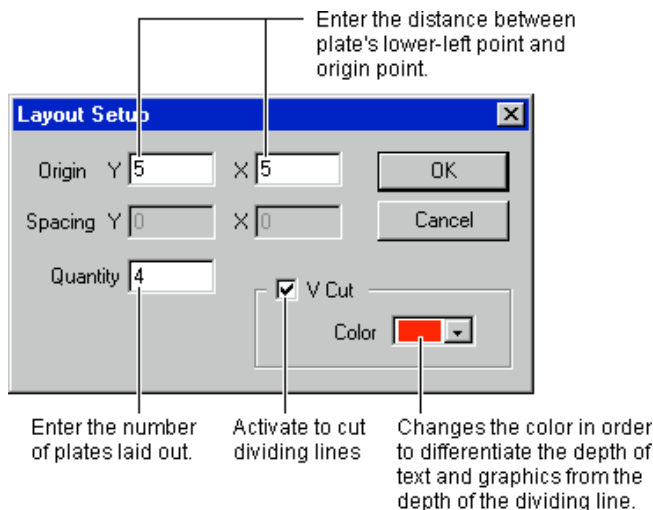 Enter the distance between
plate's lower-left point and
origin point.
Layout Setup
Origin Y 5 X 5 OK
Spacing Y 0 X 0 Cancel
Quantity 4
V Cut
Color
Enter the number
of plates laid out.
Activate to cut
dividing lines
Changes the color in order
to differentiate the depth of
text and graphics from the
depth of the dividing line.